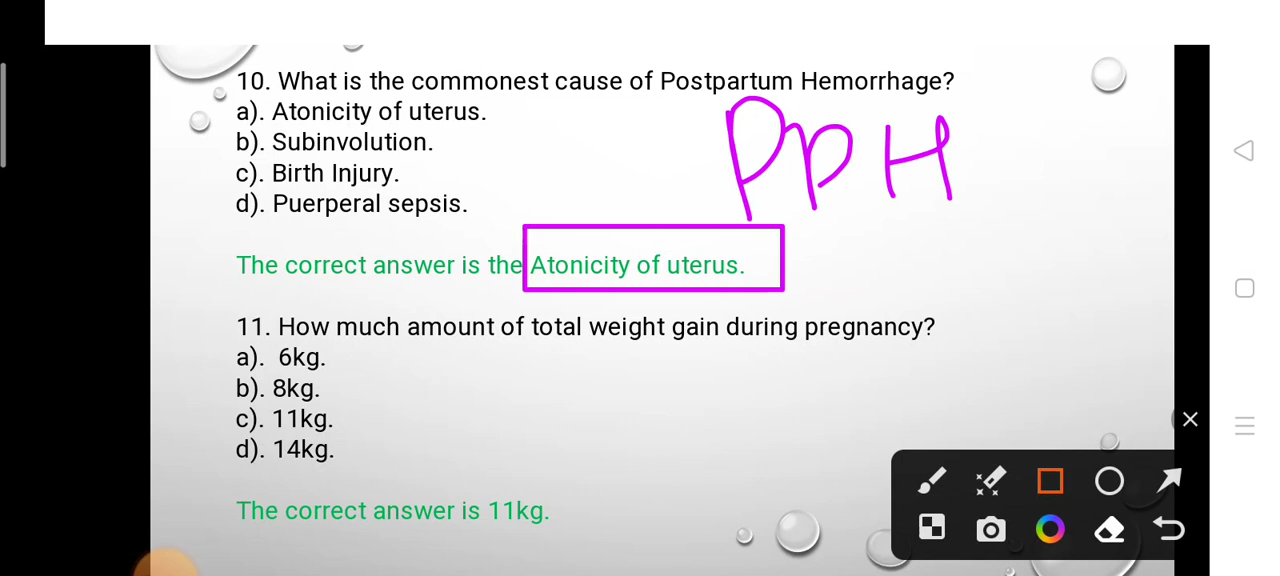 10. What is the commonest cause of Postpartum Hemorrhage?
a). Atonicity of uterus.
b). Subinvolution.
c). Birth Injury.
d). Puerperal sepsis.
PPH
The correct answer is the Atonicity of uterus.
11. How much amount of total weight gain during pregnancy?
a). 6kg.
b). 8kg.
c). 11kg.
d). 14kg.
The correct answer is 11kg.